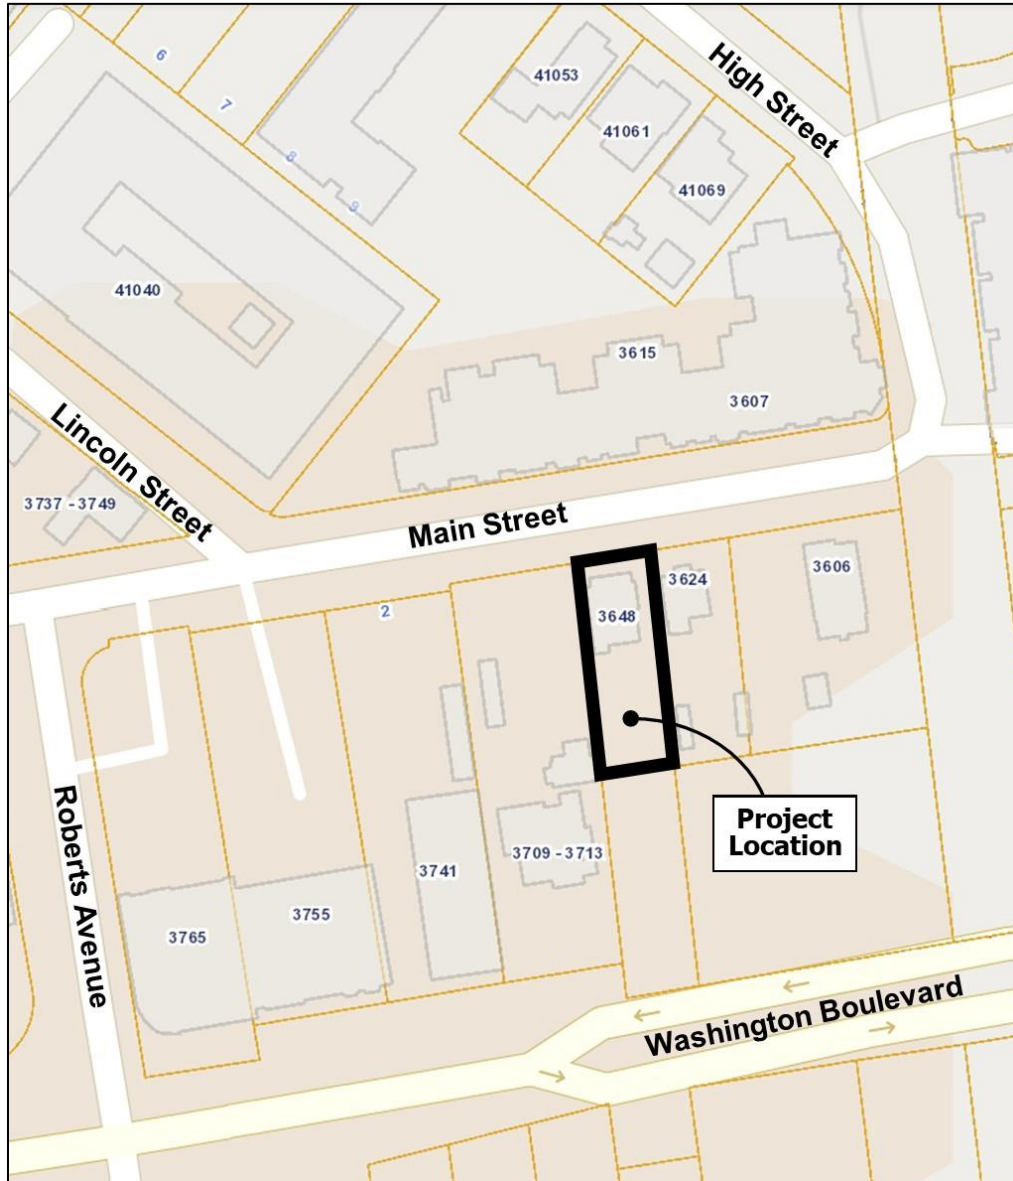 6
7
8
9
41053
41061
41069
High Street
41040
3615
3607
Lincoln Street
3737 - 3749
Main Street
2
3648
3624
3606
Project
Location
Roberts Avenue
3741
3709 - 3713
3755
3765
Washington Boulevard